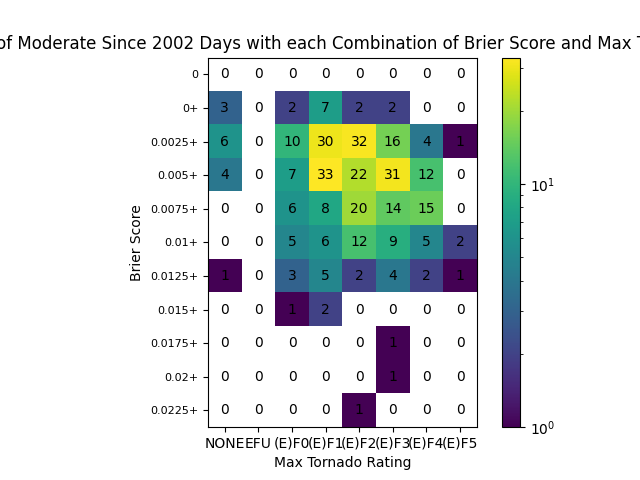 of Moderate Since 2002 Days with each Combination of Brier Score and Max
0 0 0 0 0 0 0 0 0
0+ 3 0 2 7 2 2 0 0
0.0025+ 6 0 10 30 32 16 4 1
0.005+ 4 0 7 33 22 31 12 0
0.0075+ 0 0 6 8 20 14 15 0
0.01+ 0 0 5 6 12 9 5 2
0.0125+ 1 0 3 5 2 4 2 1
0.015+ 0 0 1 2 0 0 0 0
0.0175+ 0 0 0 0 0 1 0 0
0.02+ 0 0 0 0 0 1 0 0
0.0225+ 0 0 0 0 1 0 0 0
NONE EFU (E)F0 (E)F1 (E)F2 (E)F3 (E)F4 (E)F5
Max Tornado Rating
Brier Score
10¹
10⁰